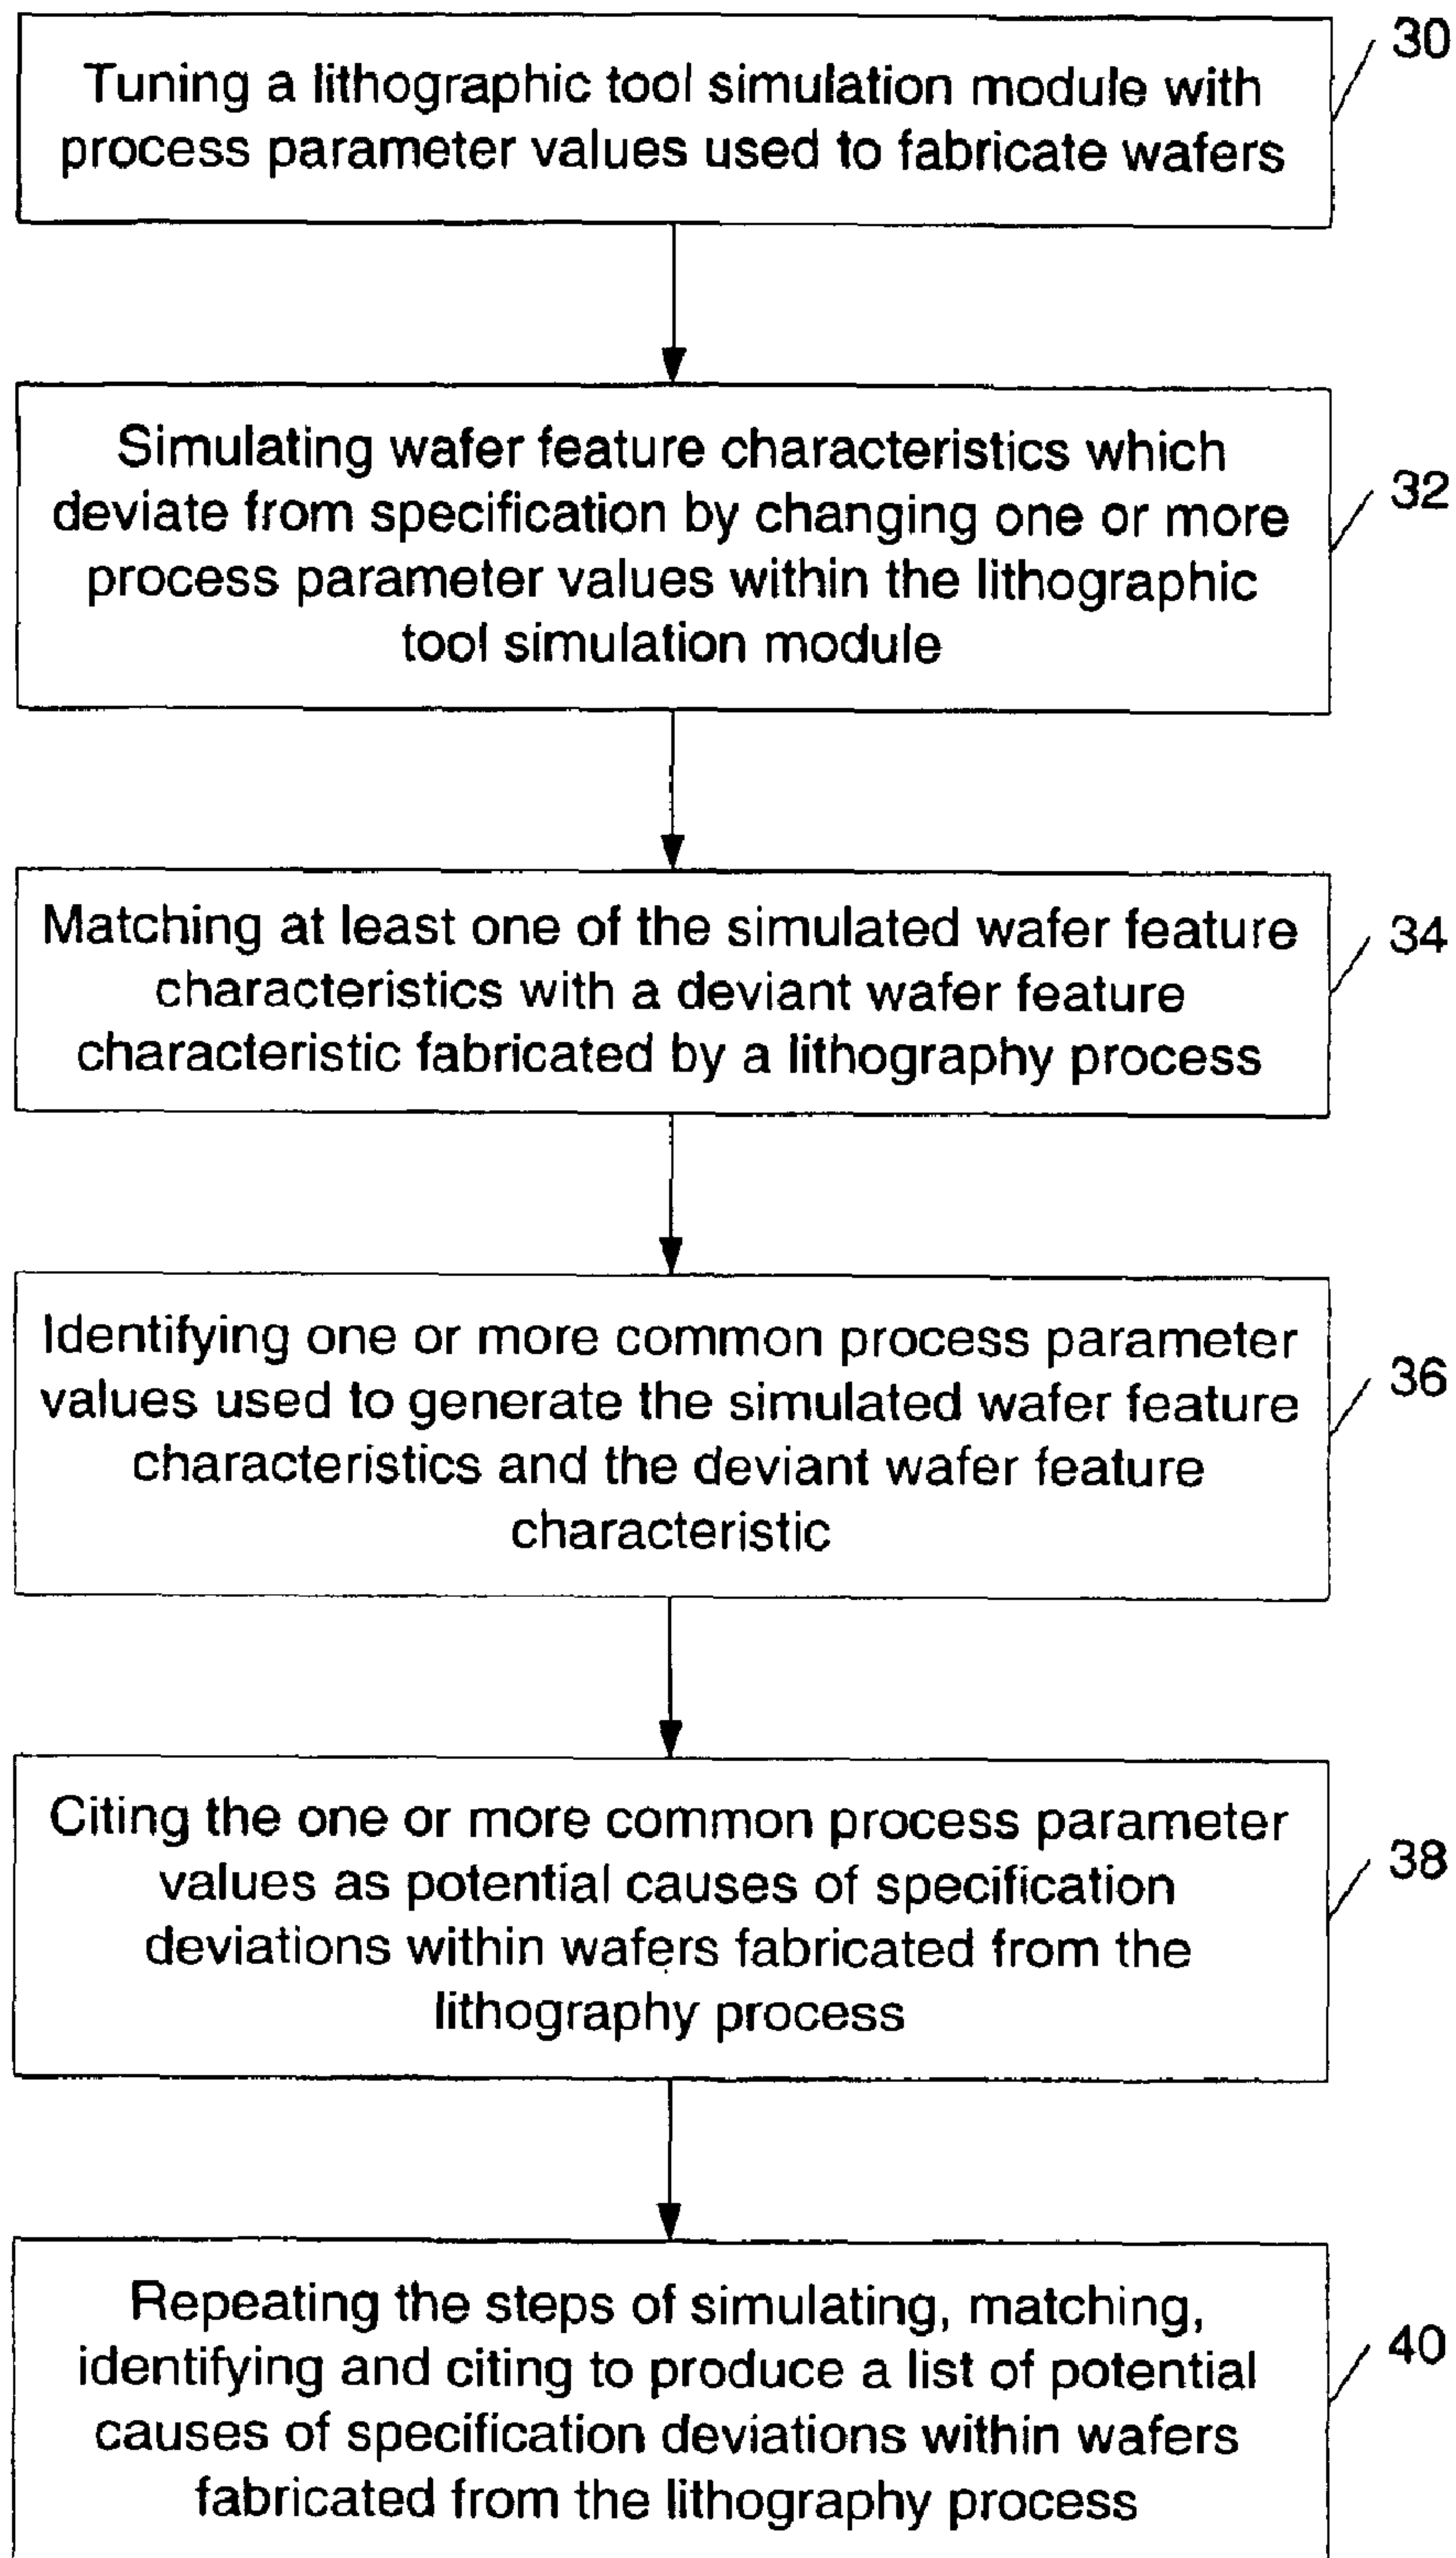 Tuning a lithographic tool simulation module with
process parameter values used to fabricate wafers
30
Simulating wafer feature characteristics which
deviate from specification by changing one or more
process parameter values within the lithographic
tool simulation module
32
Matching at least one of the simulated wafer feature
characteristics with a deviant wafer feature
characteristic fabricated by a lithography process
34
Identifying one or more common process parameter
values used to generate the simulated wafer feature
characteristics and the deviant wafer feature
characteristic
36
Citing the one or more common process parameter
values as potential causes of specification
deviations within wafers fabricated from the
lithography process
38
Repeating the steps of simulating, matching,
identifying and citing to produce a list of potential
causes of specification deviations within wafers
fabricated from the lithography process
40